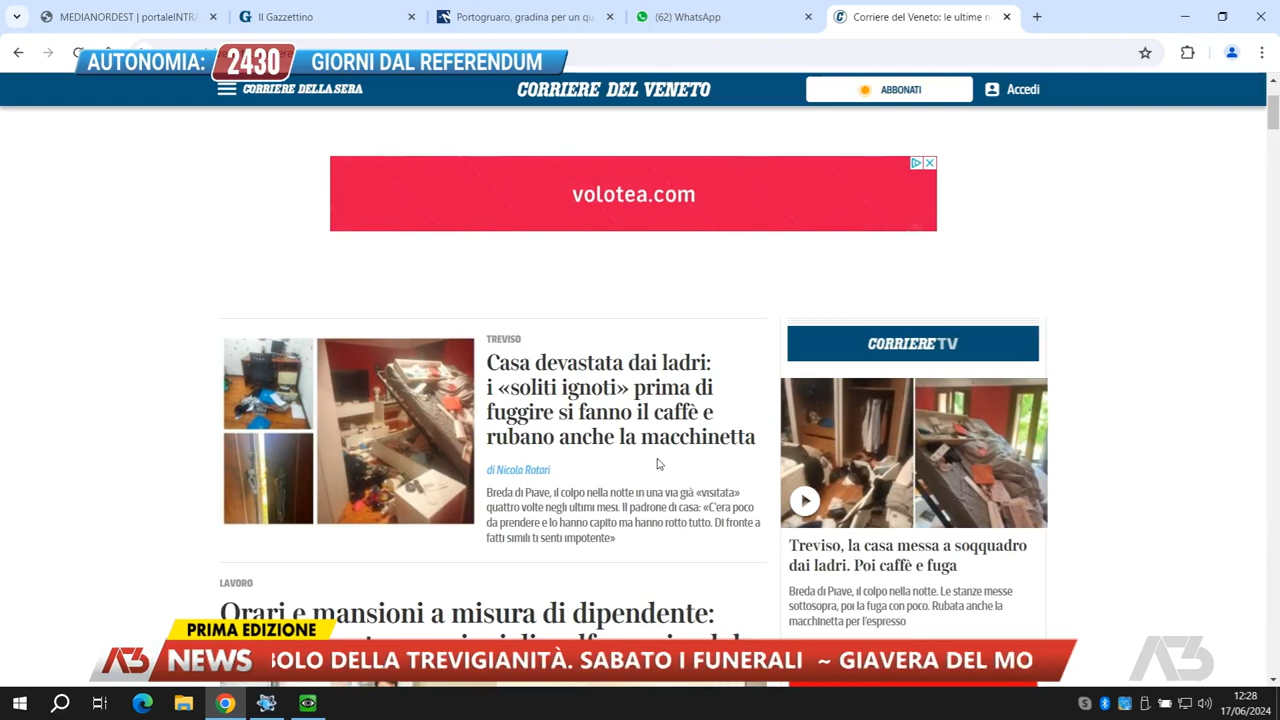 MEDIANORDEST | portaleINTRA
Il Gazzettino
Portogruaro, gradina per un qu
(62) WhatsApp
Corriere del Veneto: le ultime n
AUTONOMIA: 2430 GIORNI DAL REFERENDUM
CORRIERE DELLA SERA
CORRIERE DEL VENETO
ABBONATI
Accedi
volotea.com
TREVISO
Casa devastata dai ladri:
i «soliti ignoti» prima di
fuggire si fanno il caffè e
rubano anche la macchinetta
di Nicola Rotari
Breda di Piave, il colpo nella notte in una via già «visitata»
quattro volte negli ultimi mesi. Il padrone di casa: «C'era poco
da prendere e lo hanno capito ma hanno rotto tutto. Di fronte a
fatti simili ti senti impotente»
CORRIERE TV
Treviso, la casa messa a soqquadro
dai ladri. Poi caffè e fuga
Breda di Piave, il colpo nella notte. Le stanze messe
sottosopra, poi la fuga con poco. Rubata anche la
macchinetta per l'espresso
LAVORO
Orari e mansioni a misura di dipendente:
PRIMA EDIZIONE
A3 NEWS
BOLO DELLA TREVIGIANITÀ. SABATO I FUNERALI ~ GIAVERA DEL MO
A3
12:28
17/06/2024